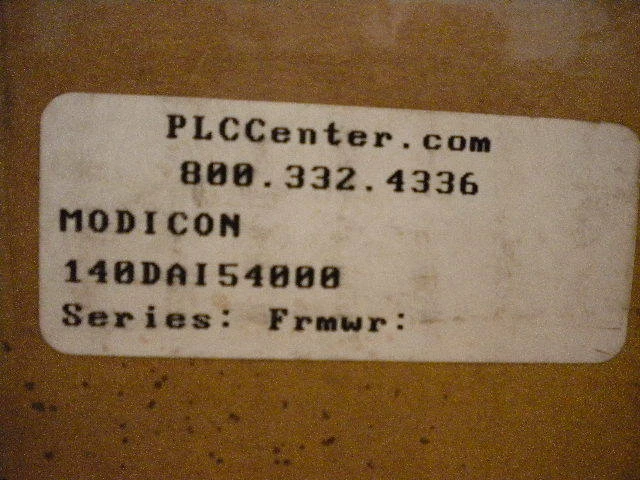 PLCCenter.com
800.332.4336
MODICON
140DAI54000
Series: Frmwr: